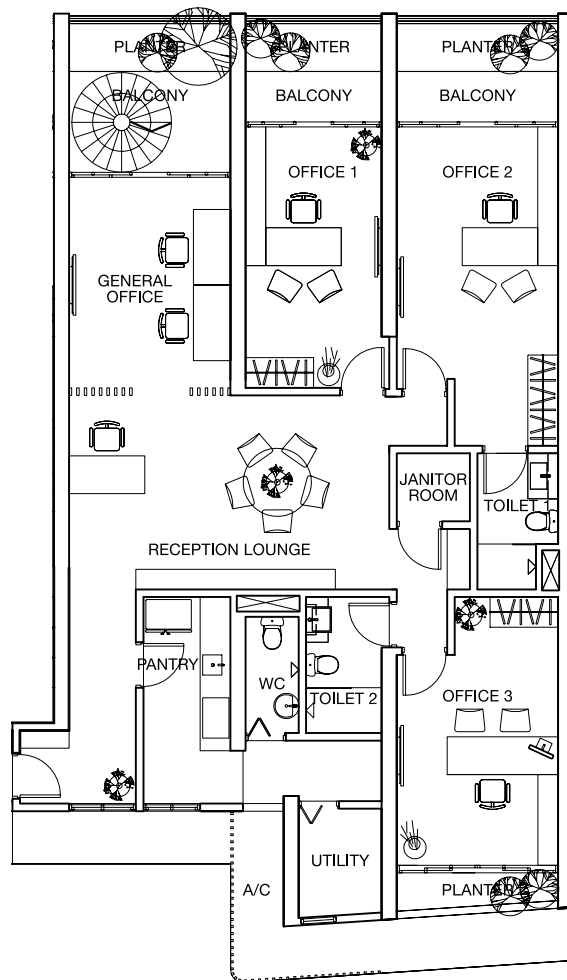 PLANTER
PLANTER
PLANTER
BALCONY
BALCONY
BALCONY
OFFICE 1
OFFICE 2
GENERAL
OFFICE
JANITOR
ROOM
TOILET 1
RECEPTION LOUNGE
PANTRY
WC
TOILET 2
OFFICE 3
UTILITY
A/C
PLANTER